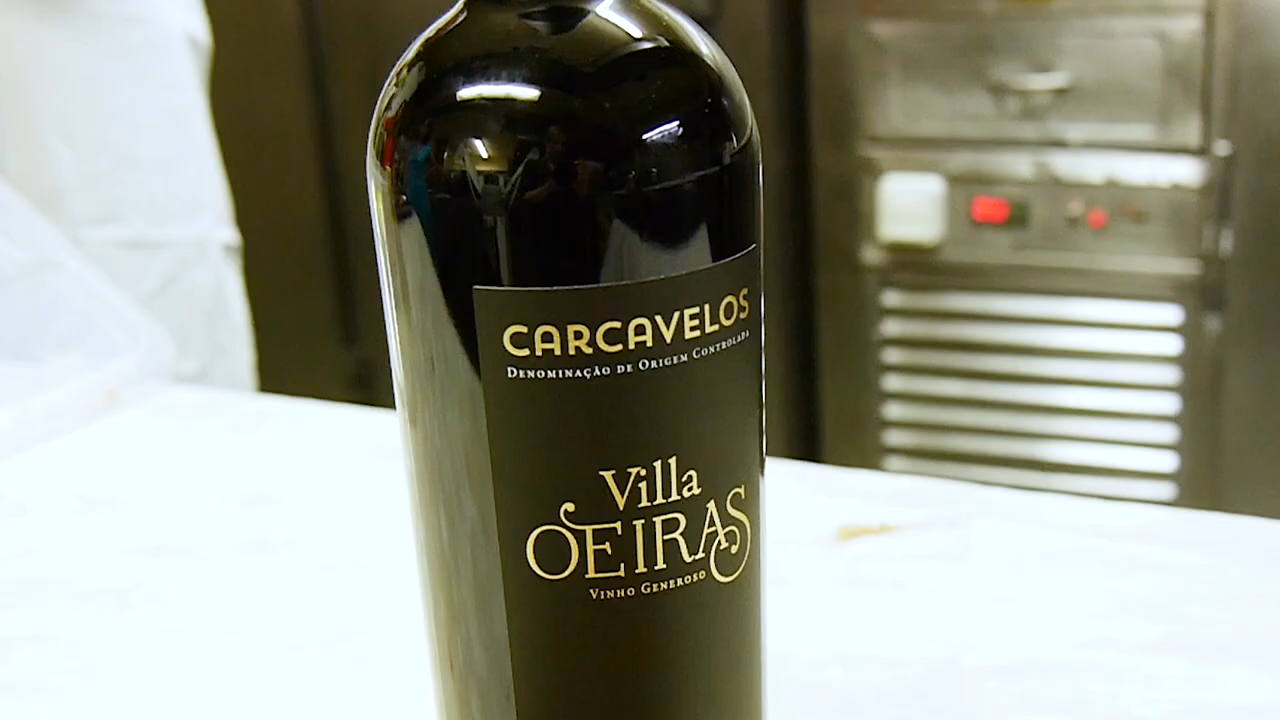 CARCAVELOS
DENOMINAÇÃO DE ORIGEM CONTROLADA
Villa
OEIRAS
VINHO GENEROSO